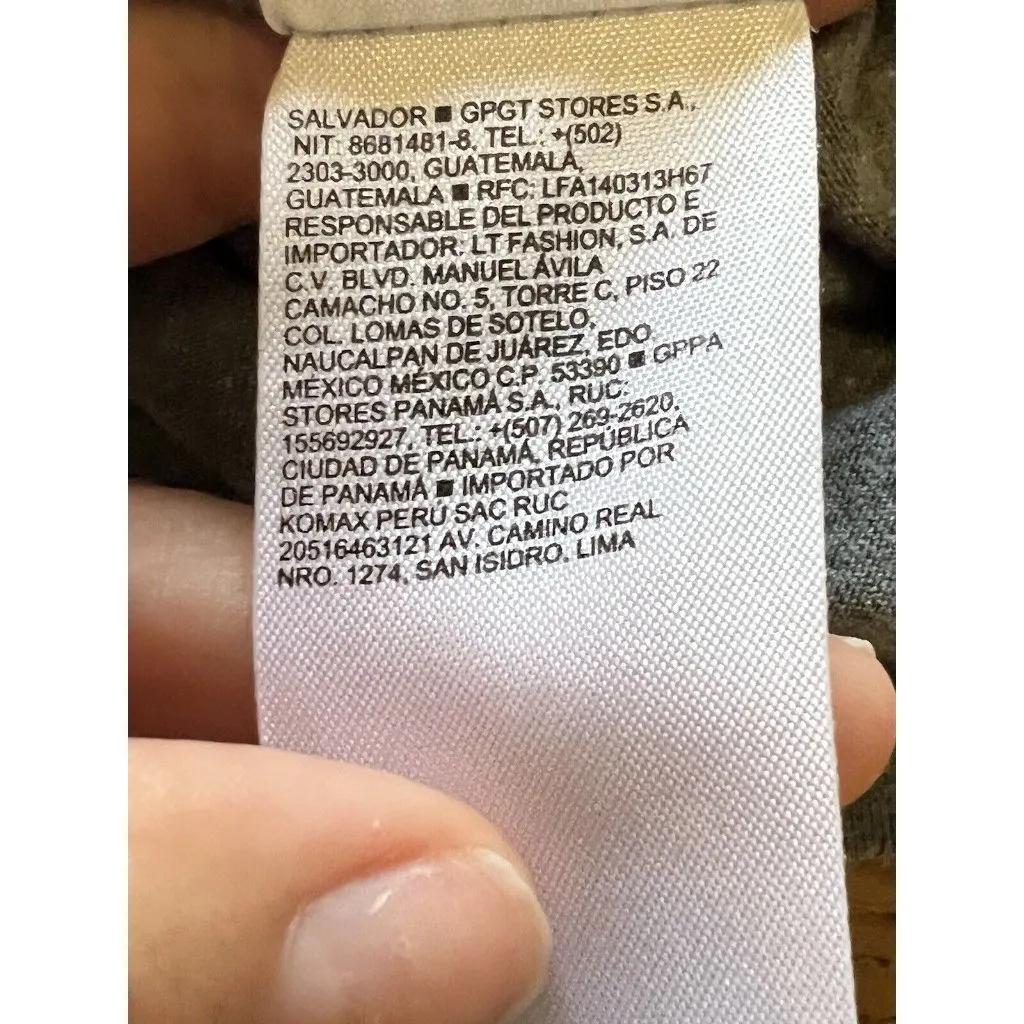 SALVADOR ■ GPGT STORES S.A.,
NIT: 8681481-8, TEL.: +(502)
2303-3000, GUATEMALA,
GUATEMALA ■ RFC: LFA140313H67
RESPONSABLE DEL PRODUCTO E
IMPORTADOR: LT FASHION, S.A. DE
C.V. BLVD. MANUEL ÁVILA
CAMACHO NO. 5, TORRE C, PISO 22
COL. LOMAS DE SOTELO,
NAUCALPAN DE JUÁREZ, EDO
MÉXICO MÉXICO C.P. 53390 ■ GPPA
STORES PANAMÁ S.A., RUC:
155692927, TEL.: +(507) 269-2620,
CIUDAD DE PANAMÁ, REPÚBLICA
DE PANAMÁ ■ IMPORTADO POR
KOMAX PERÚ SAC RUC
20516463121 AV. CAMINO REAL
NRO. 1274, SAN ISIDRO, LIMA